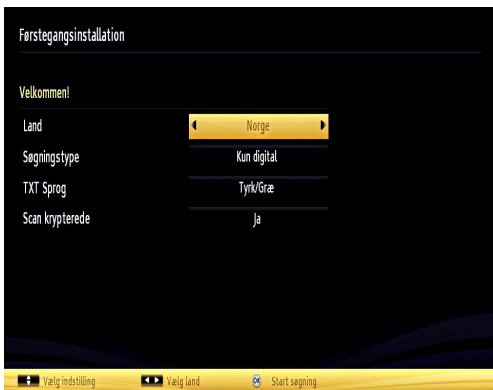 Førstegangsinstallation
Velkommen!
Land Norge
Søgningstype Kun digital
TXT Sprog Tyrk/Græ
Scan krypterede Ja
Vælg indstilling Vælg land OK Start søgning